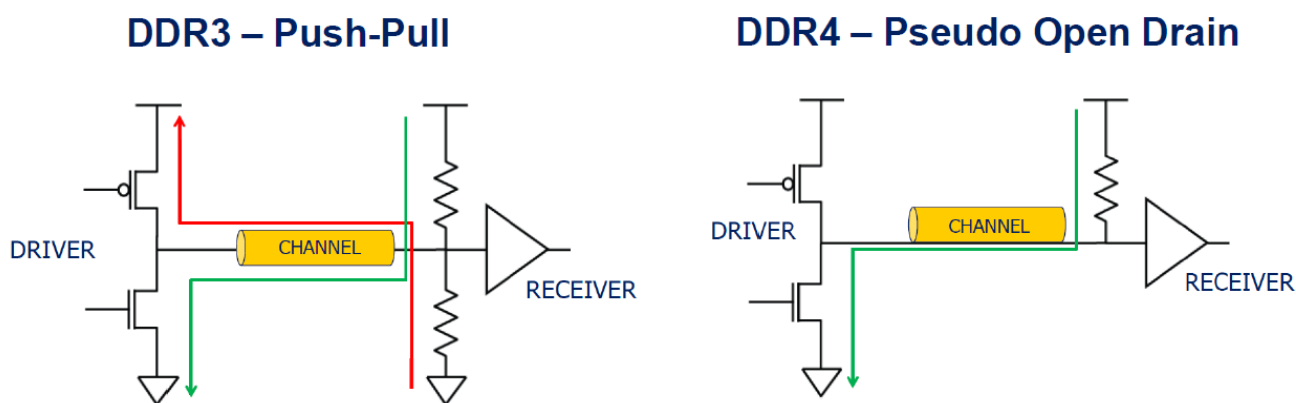 DDR3 – Push-Pull
DRIVER
CHANNEL
RECEIVER
DDR4 – Pseudo Open Drain
DRIVER
CHANNEL
RECEIVER